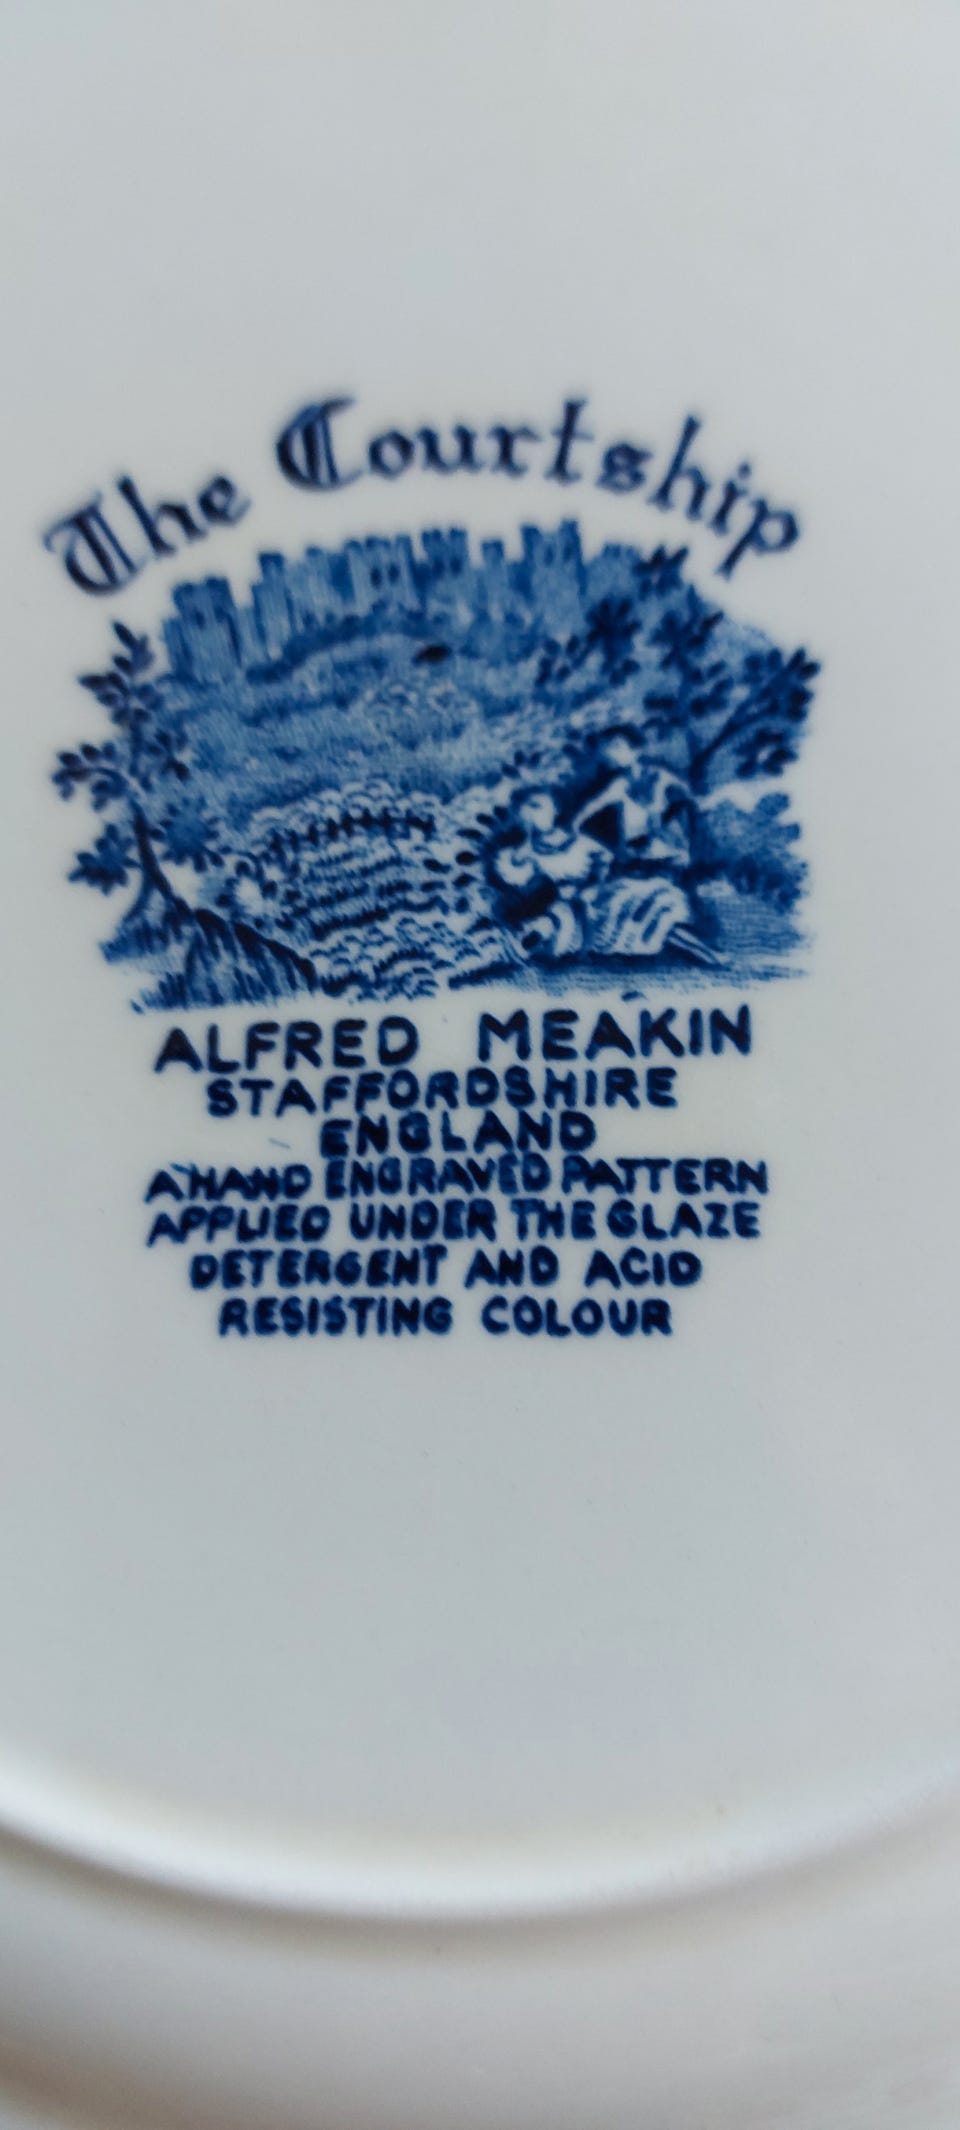 The Courtship
ALFRED MEAKIN
STAFFORDSHIRE
ENGLAND
A HAND ENGRAVED PATTERN
APPLIED UNDER THE GLAZE
DETERGENT AND ACID
RESISTING COLOUR